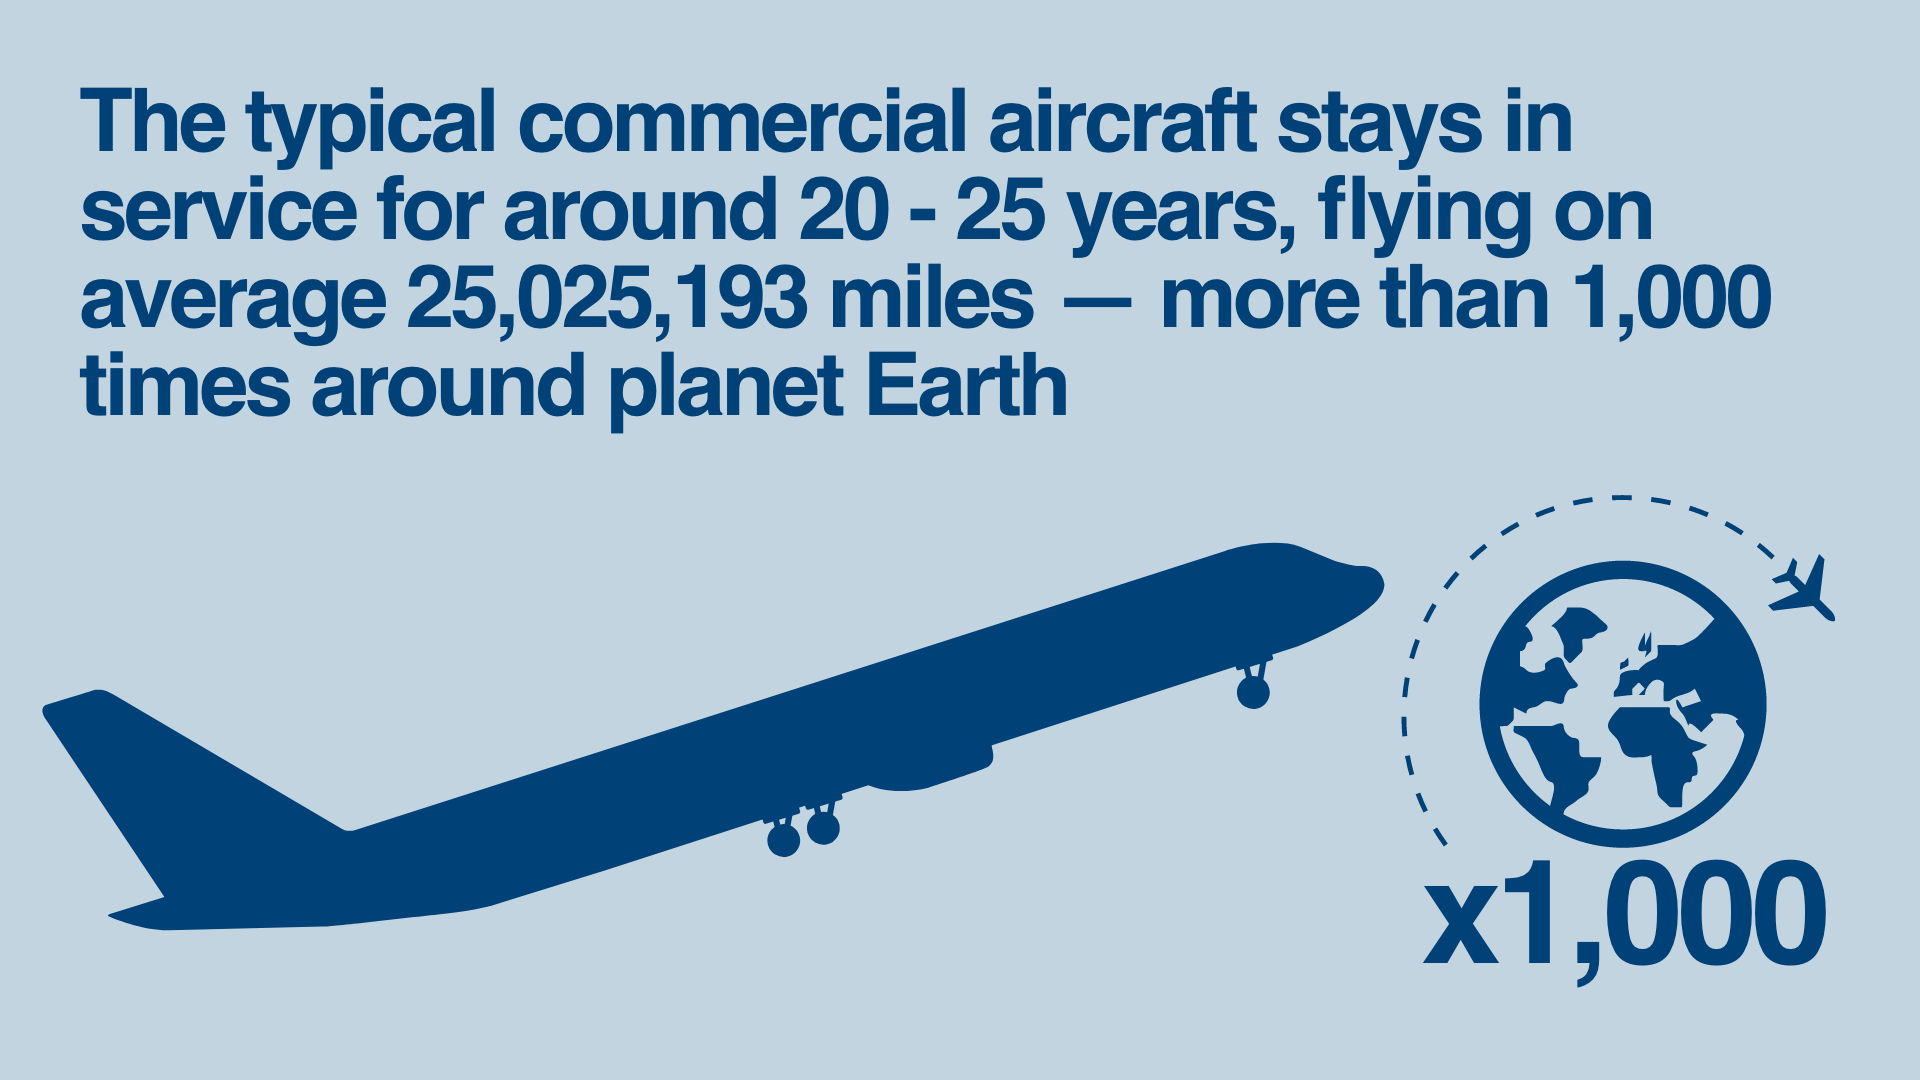 The typical commercial aircraft stays in
service for around 20 - 25 years, flying on
average 25,025,193 miles — more than 1,000
times around planet Earth
x1,000